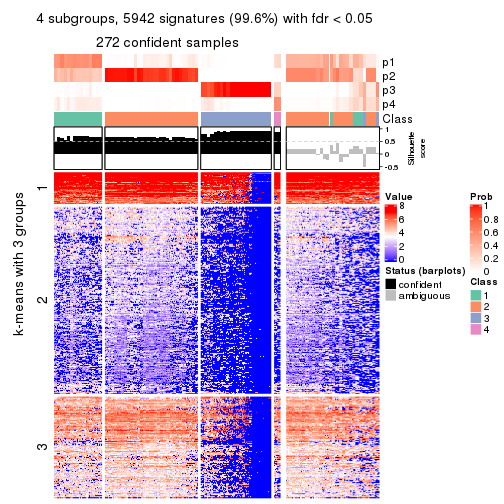 4 subgroups, 5942 signatures (99.6%) with fdr < 0.05
272 confident samples
p1
p2
p3
p4
Class
1
0.5
0
-0.5
Silhouette
score
k-means with 3 groups
1
2
3
Value
8
6
4
2
0
Status (barplots)
confident
ambiguous
Prob
1
0.8
0.6
0.4
0.2
0
Class
1
2
3
4